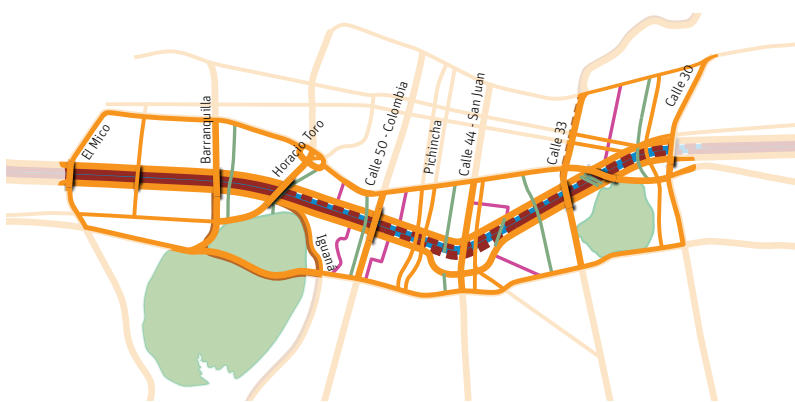 El Mico
Barranquilla
Horacio Toro
Iguaná
Calle 50 - Colombia
Pichincha
Calle 44 - San Juan
Calle 33
Calle 30